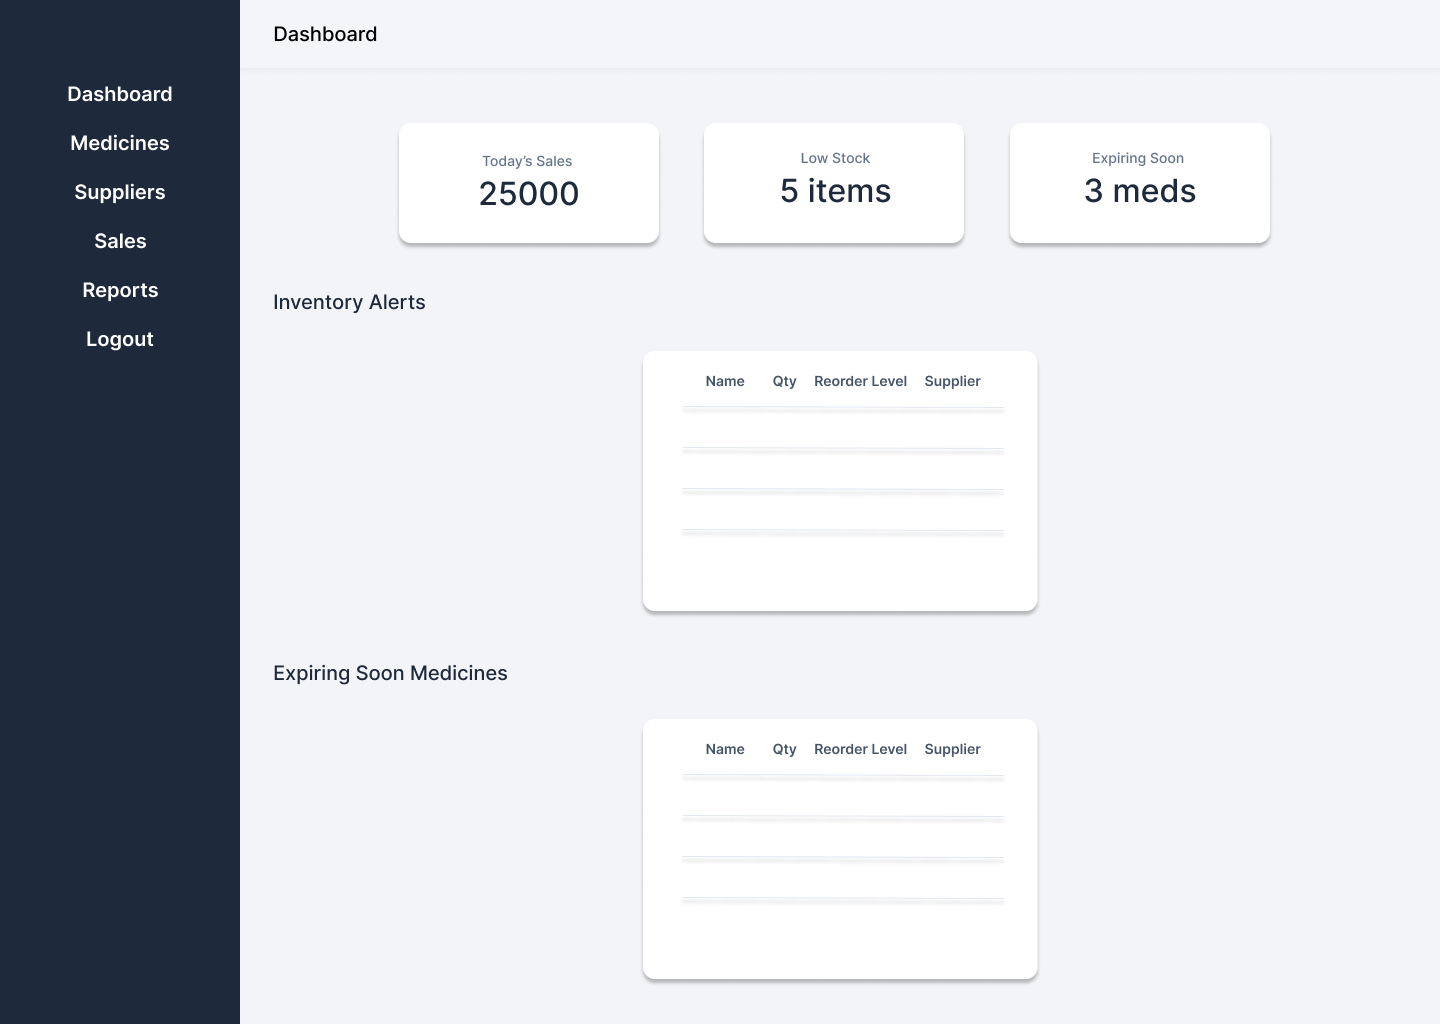 Dashboard
Dashboard
Medicines
Suppliers
Sales
Reports
Logout
Today’s Sales
25000
Low Stock
5 items
Expiring Soon
3 meds
Inventory Alerts
Name Qty Reorder Level Supplier
Expiring Soon Medicines
Name Qty Reorder Level Supplier